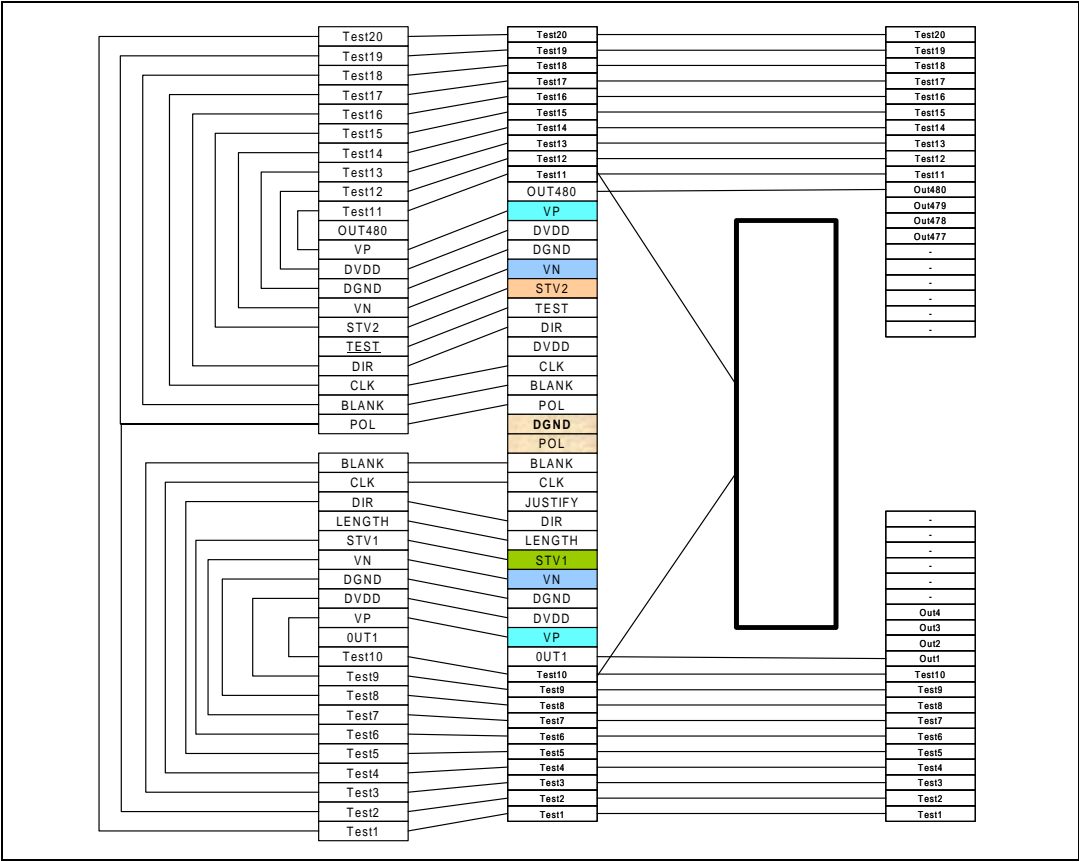 Test20
Test19
Test18
Test17
Test16
Test15
Test14
Test13
Test12
Test11
OUT480
VP
DVDD
DGND
VN
STV2
TEST
DIR
CLK
BLANK
POL
BLANK
CLK
DIR
LENGTH
STV1
VN
DGND
DVDD
VP
0UT1
Test10
Test9
Test8
Test7
Test6
Test5
Test4
Test3
Test2
Test1
Test20
Test19
Test18
Test17
Test16
Test15
Test14
Test13
Test12
Test11
OUT480
VP
DVDD
DGND
VN
STV2
TEST
DIR
DVDD
CLK
BLANK
POL
DGND
POL
BLANK
CLK
JUSTIFY
DIR
LENGTH
STV1
VN
DGND
DVDD
VP
0UT1
Test10
Test9
Test8
Test7
Test6
Test5
Test4
Test3
Test2
Test1
Test20
Test19
Test18
Test17
Test16
Test15
Test14
Test13
Test12
Test11
Out480
Out479
Out478
Out477
-
-
-
-
-
-
-
-
-
-
-
-
Out4
Out3
Out2
Out1
Test10
Test9
Test8
Test7
Test6
Test5
Test4
Test3
Test2
Test1